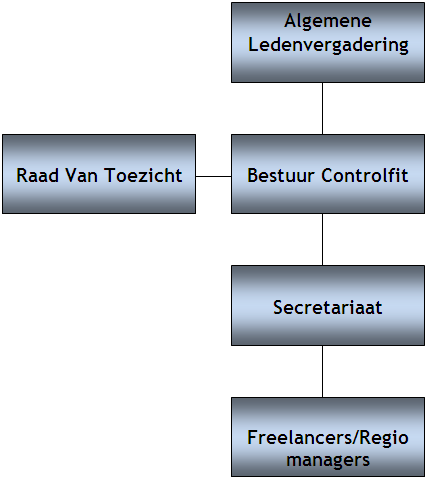 Algemene
Ledenvergadering
Raad Van Toezicht
Bestuur Controlfit
Secretariaat
Freelancers/Regio
managers